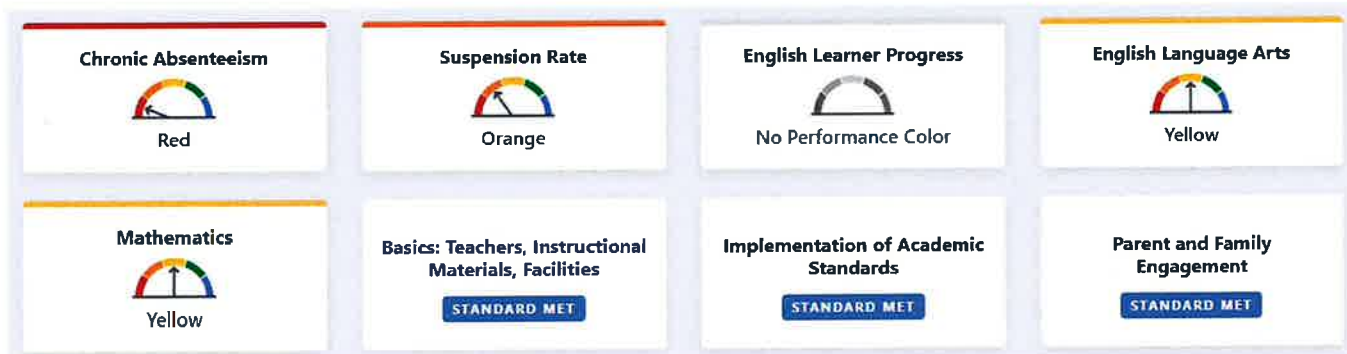 Chronic Absenteeism
Red
Suspension Rate
Orange
English Learner Progress
No Performance Color
English Language Arts
Yellow
Mathematics
Yellow
Basics: Teachers, Instructional
Materials, Facilities
STANDARD MET
Implementation of Academic
Standards
STANDARD MET
Parent and Family
Engagement
STANDARD MET